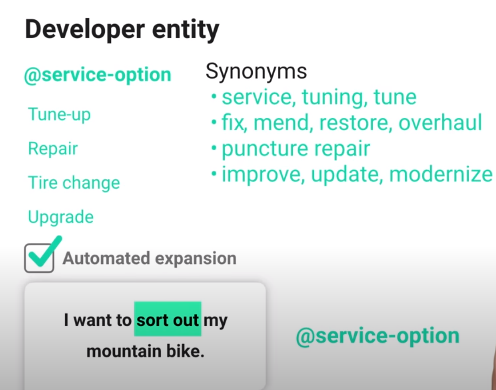 Developer entity
@service-option
Tune-up
Repair
Tire change
Upgrade
Synonyms
• service, tuning, tune
• fix, mend, restore, overhaul
• puncture repair
• improve, update, modernize
Automated expansion
I want to sort out my
mountain bike.
@service-option